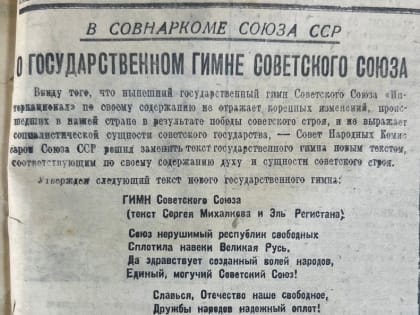 В СОВНАРКОМЕ СОЮЗА ССР
О ГОСУДАРСТВЕННОМ ГИМНЕ СОВЕТСКОГО СОЮЗА
Ввиду того, что нынешний государственный гимн Советского Союза «Ин-
тернационал» по своему содержанию не отражает коренных изменений, проис-
шедших в нашей стране в результате победы советского строя, и не выражает
социалистической сущности советского государства, — Совет Народных Комис-
саров Союза ССР решил заменить текст государственного гимна новым текстом,
соответствующим по своему содержанию духу и сущности советского строя.
Утвержден следующий текст нового государственного гимна:
ГИМН Советского Союза
(текст Сергея Михалкова и Эль Регистана)
Союз нерушимый республик свободных
Сплотила навеки Великая Русь.
Да здравствует созданный волей народов,
Единый, могучий Советский Союз!
Славься, Отечество наше свободное,
Дружбы народов надежный оплот!